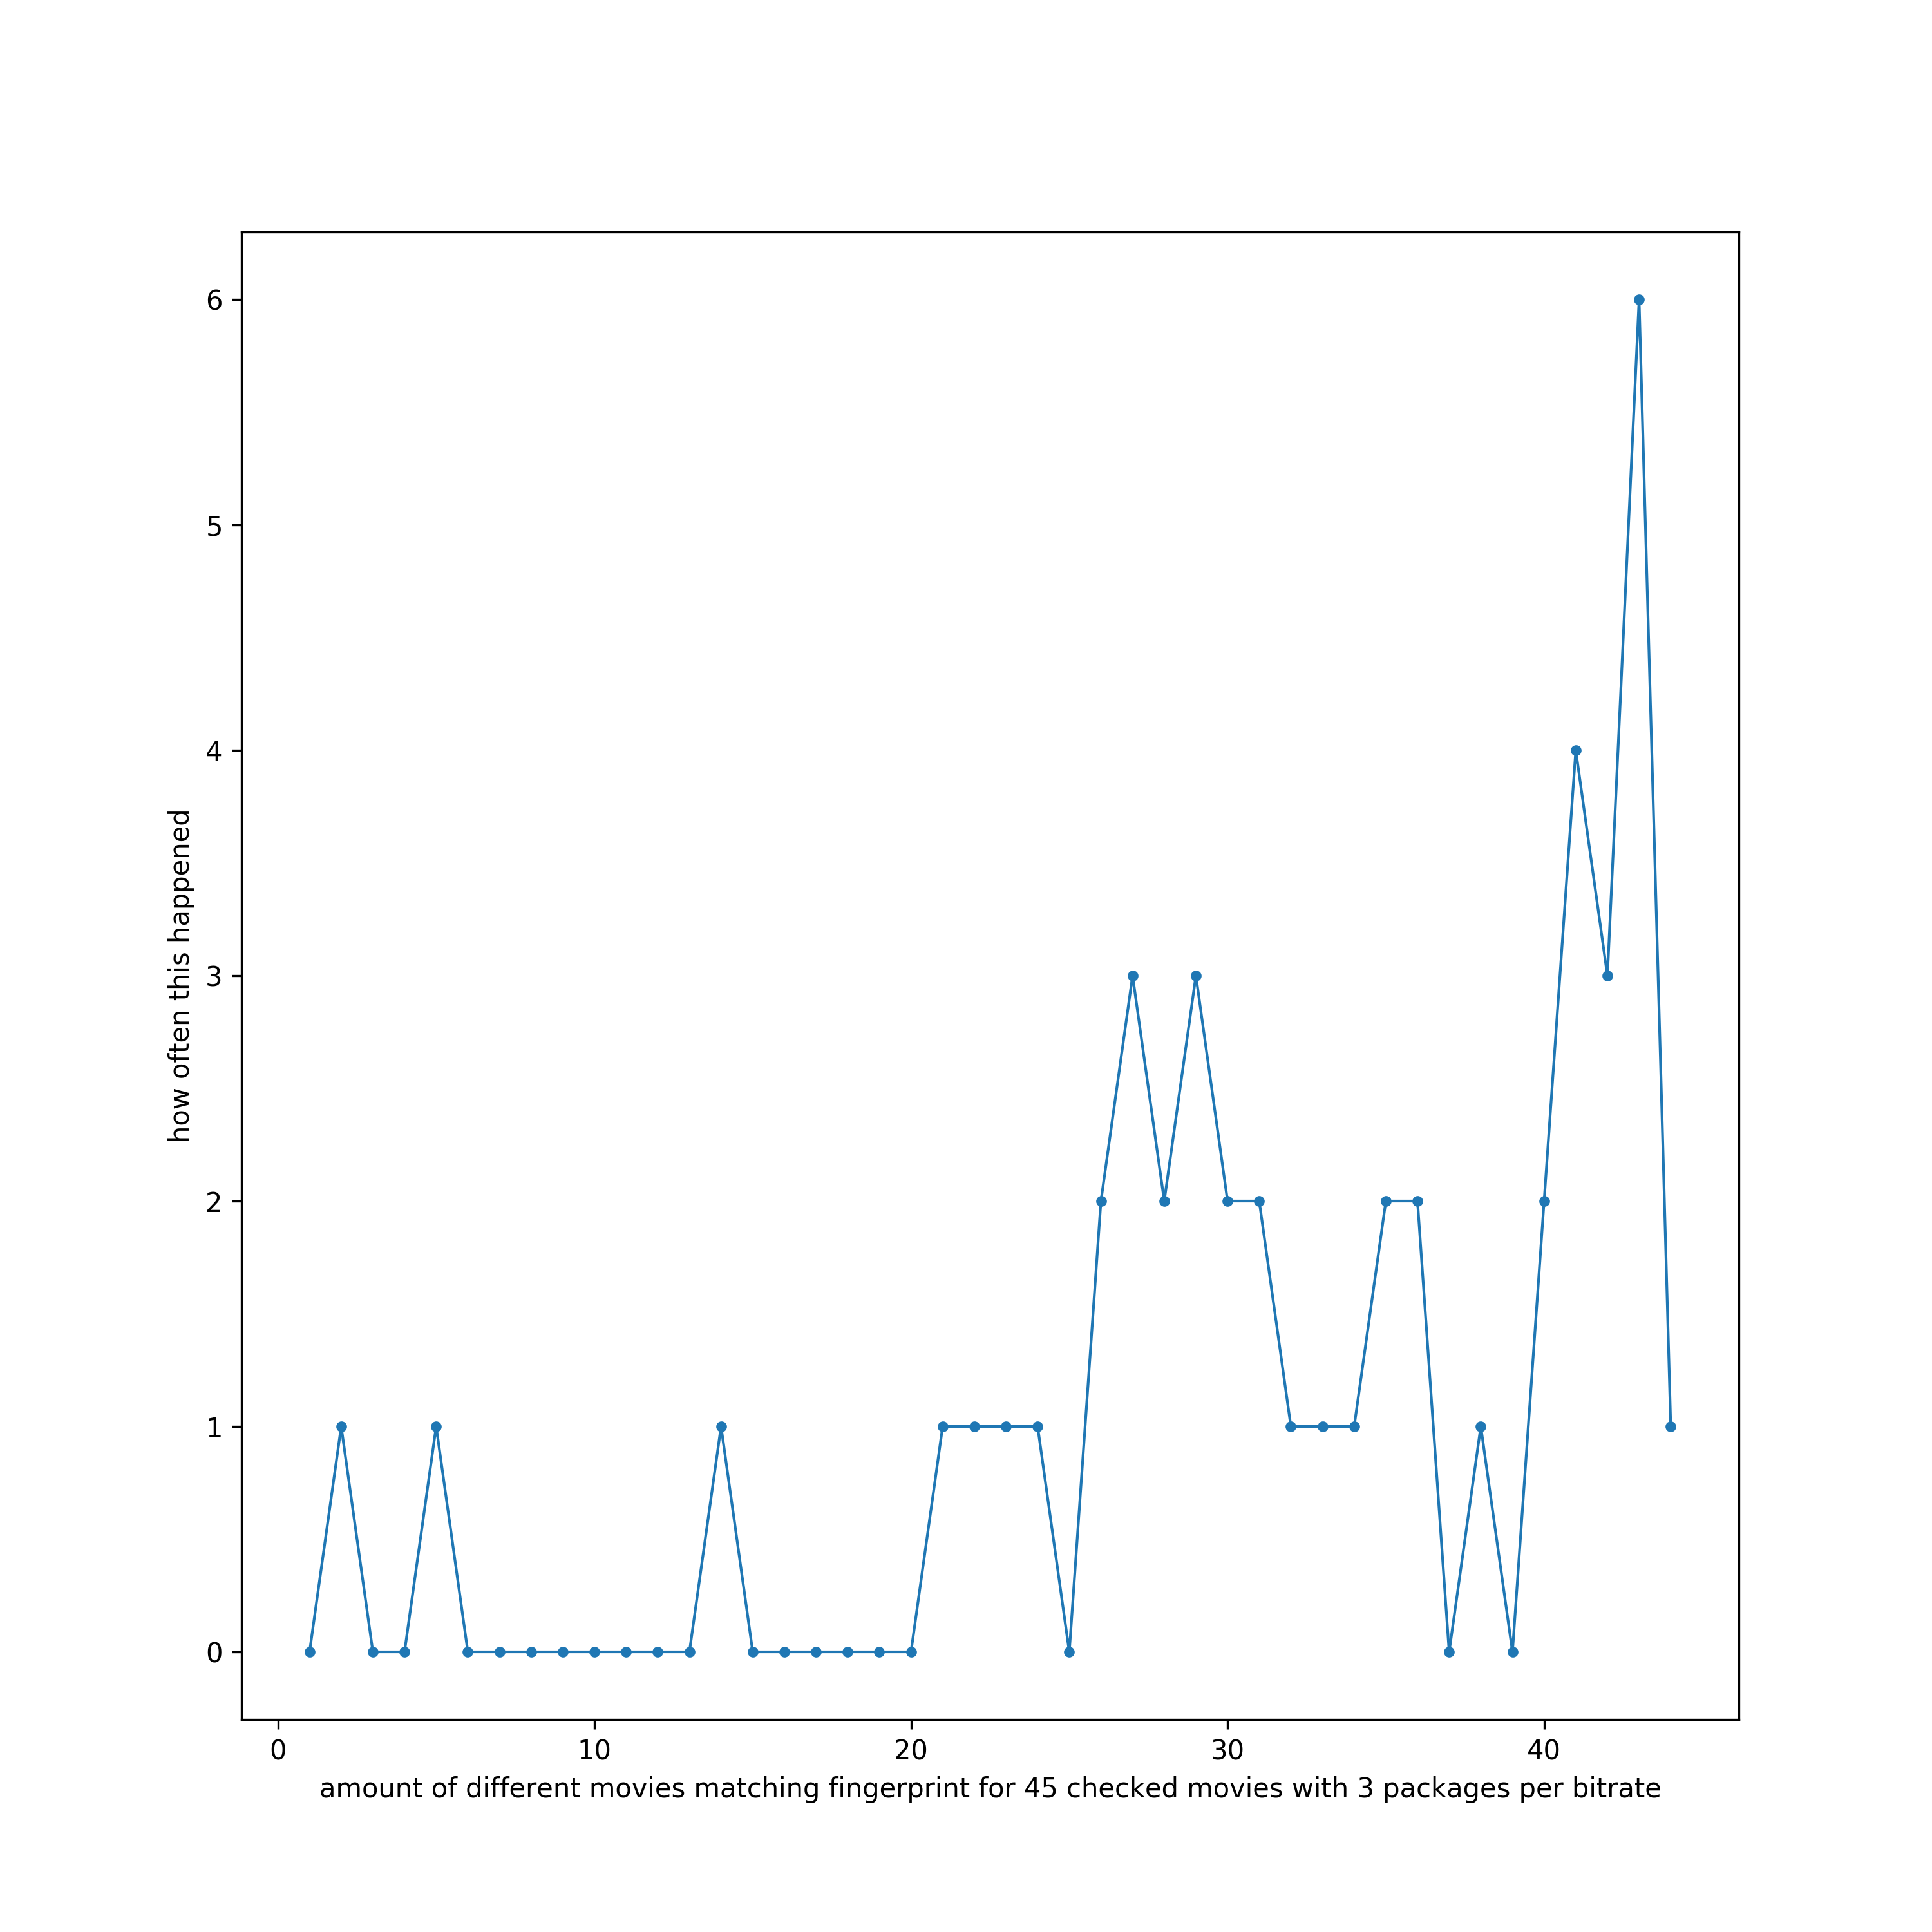 6
5
4
3
2
1
0
how often this happened
0 10 20 30 40
amount of different movies matching fingerprint for 45 checked movies with 3 packages per bitrate